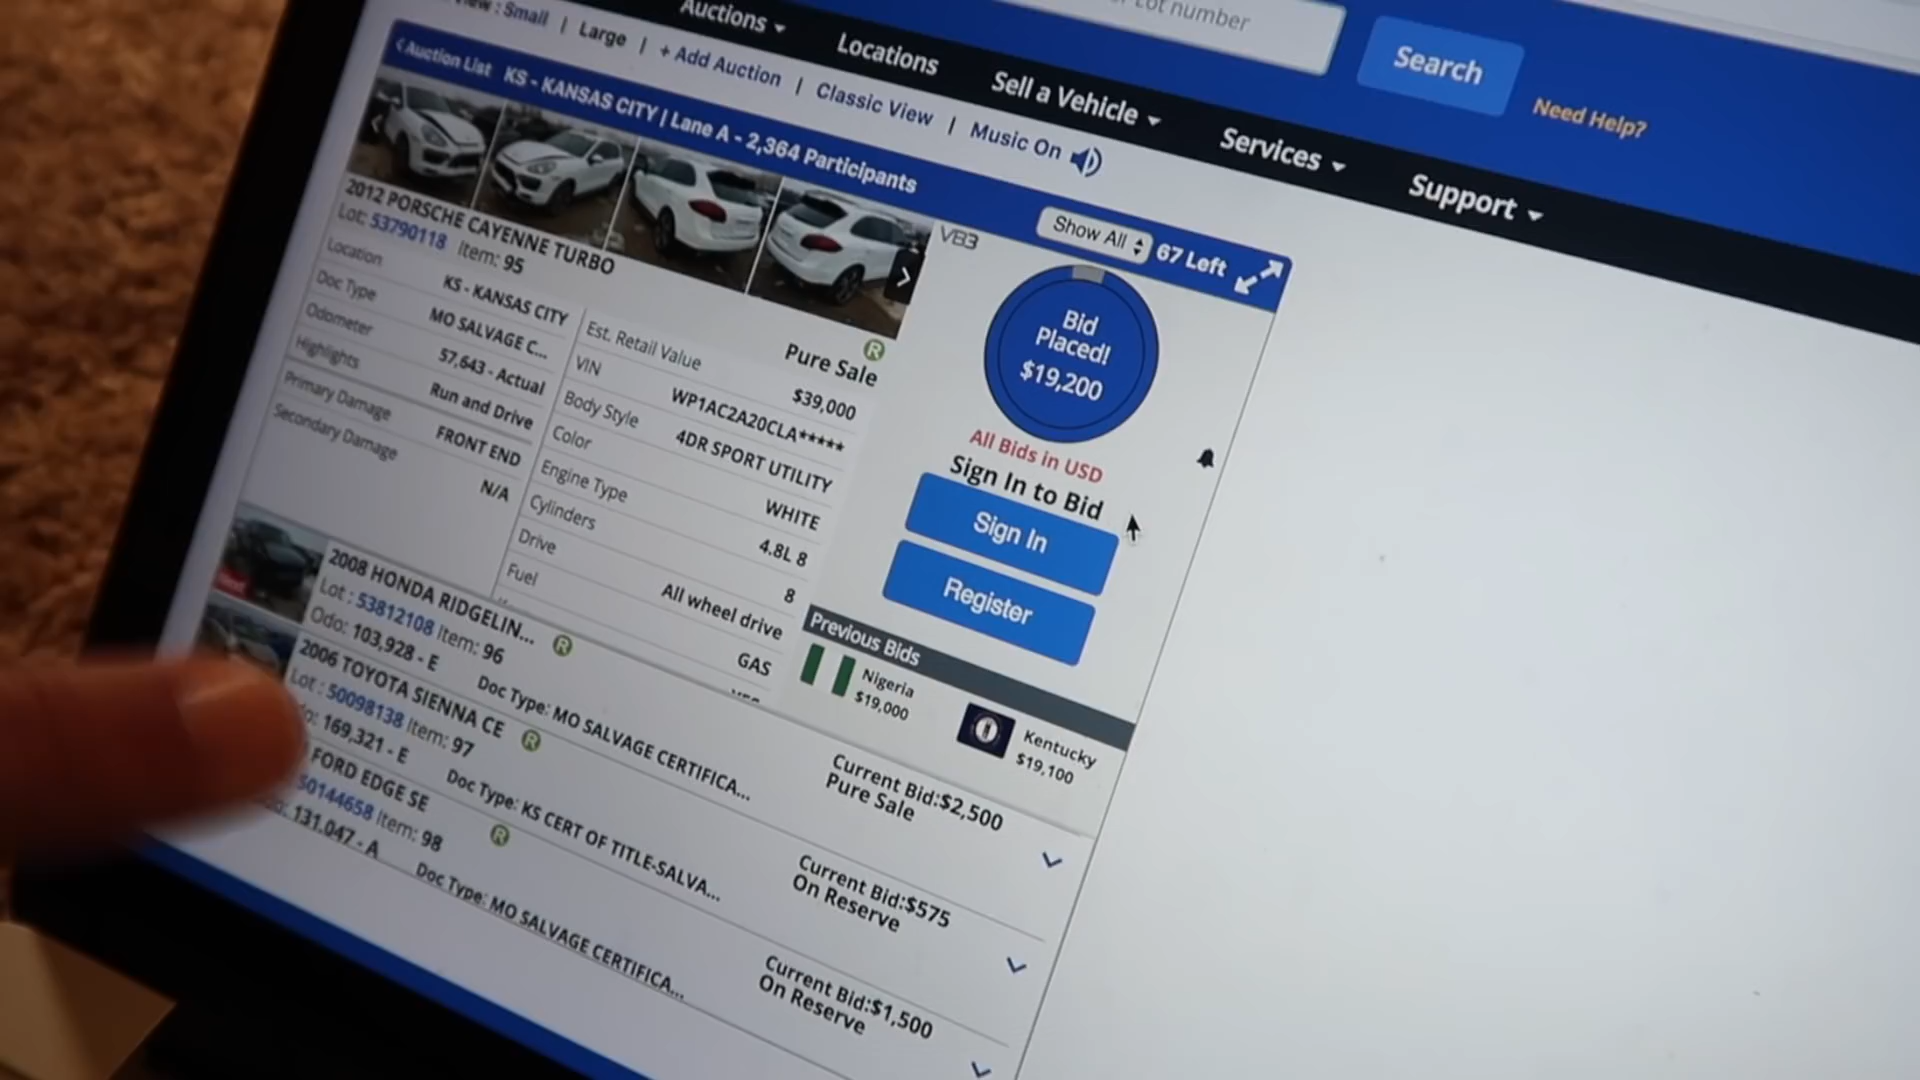 View : Small | Large | + Add Auction | Classic View | Music On
Lot number
Search
Need Help?
Auctions
Locations
Sell a Vehicle
Services
Support
Auction List KS - KANSAS CITY | Lane A - 2,364 Participants
Show All
67 Left
2012 PORSCHE CAYENNE TURBO
Lot: 53790118 Item: 95
Location KS - KANSAS CITY
Doc Type MO SALVAGE C...
Odometer 57,643 - Actual
Highlights Run and Drive
Primary Damage FRONT END
Secondary Damage N/A
R
Pure Sale
Est. Retail Value $39,000
VIN WP1AC2A20CLA*****
Body Style 4DR SPORT UTILITY
Color WHITE
Engine Type 4.8L 8
Cylinders 8
Drive All wheel drive
Fuel GAS
VB3
Bid
Placed!
$19,200
All Bids in USD
Sign In to Bid
Sign In
Register
Previous Bids
Nigeria
$19,000
Kentucky
$19,100
2008 HONDA RIDGELIN... R
Lot : 53812108 Item: 96
Odo: 103,928 - E Doc Type: MO SALVAGE CERTIFICA...
Current Bid:$2,500
Pure Sale
2006 TOYOTA SIENNA CE R
Lot : 50098138 Item: 97
169,321 - E Doc Type: KS CERT OF TITLE-SALVA...
Current Bid:$575
On Reserve
FORD EDGE SE R
50144658 Item: 98
131,047 - A Doc Type: MO SALVAGE CERTIFICA...
Current Bid:$1,500
On Reserve